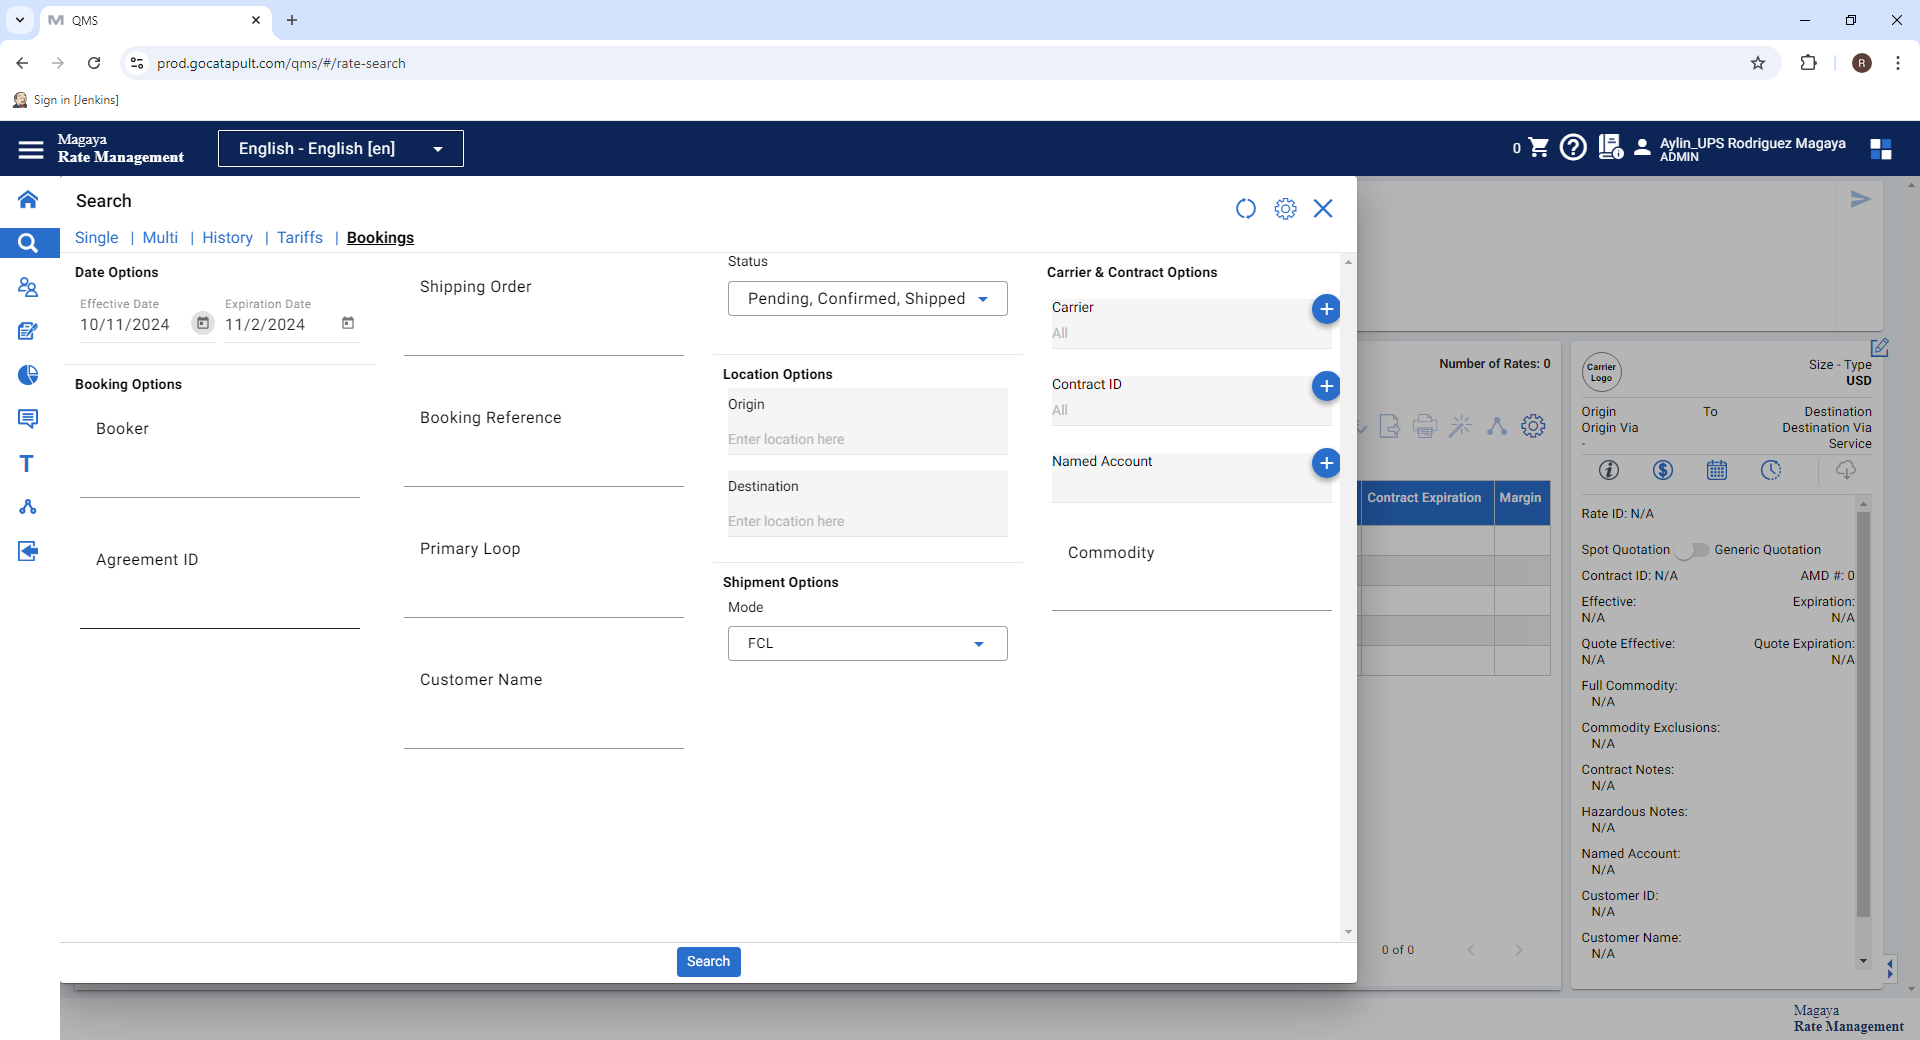 QMS
prod.gocatapult.com/qms/#/rate-search
R
Sign in [Jenkins]
Magaya
Rate Management
English - English [en]
0
Aylin_UPS Rodriguez Magaya
ADMIN
Search
Single | Multi | History | Tariffs | Bookings
Date Options
Effective Date
10/11/2024
Expiration Date
11/2/2024
Booking Options
Booker
Agreement ID
Shipping Order
Booking Reference
Primary Loop
Customer Name
Status
Pending, Confirmed, Shipped
Location Options
Origin
Enter location here
Destination
Enter location here
Shipment Options
Mode
FCL
Carrier & Contract Options
Carrier
All
Contract ID
All
Named Account
Commodity
Search
Number of Rates: 0
Contract Expiration
Margin
0 of 0
Carrier
Logo
Size - Type
USD
Origin To Destination
Origin Via Destination Via
- Service
Rate ID: N/A
Spot Quotation Generic Quotation
Contract ID: N/A AMD #: 0
Effective: Expiration:
N/A N/A
Quote Effective: Quote Expiration:
N/A N/A
Full Commodity:
N/A
Commodity Exclusions:
N/A
Contract Notes:
N/A
Hazardous Notes:
N/A
Named Account:
N/A
Customer ID:
N/A
Customer Name:
N/A
Magaya
Rate Management